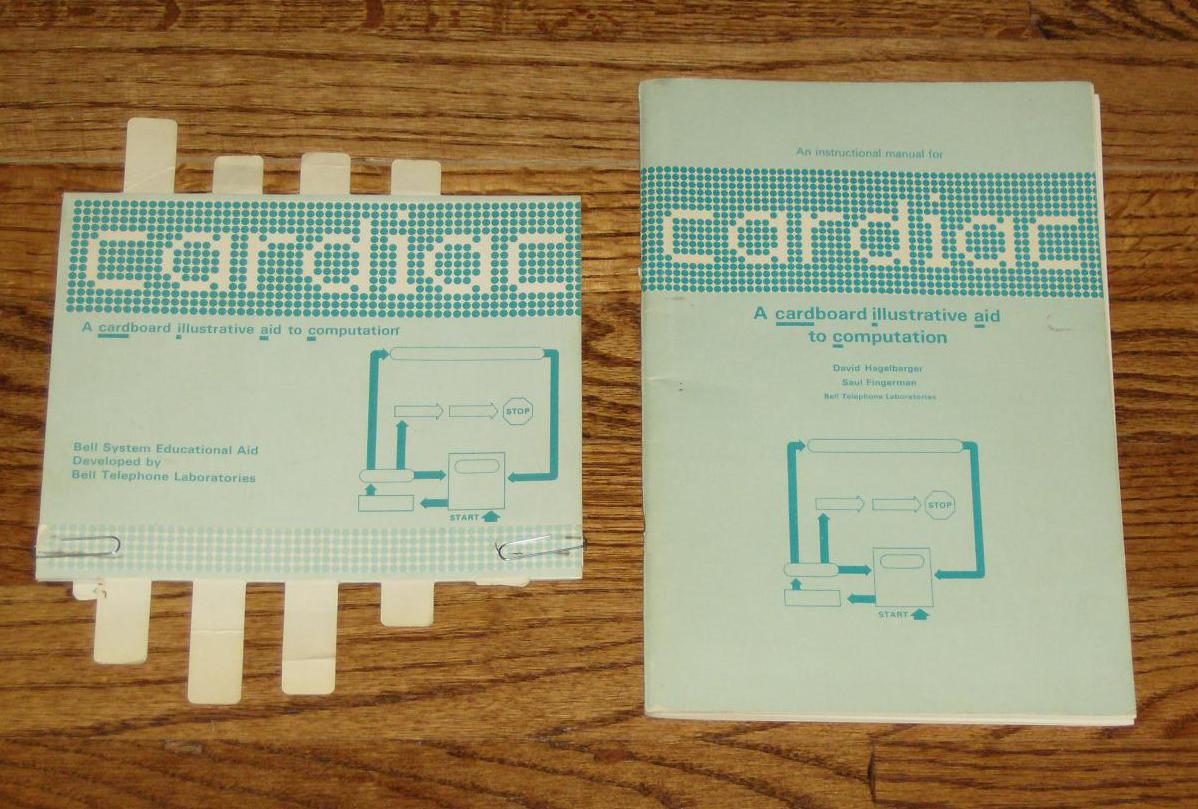 cardiac
A cardboard illustrative aid to computation
STOP
Bell System Educational Aid
Developed by
Bell Telephone Laboratories
START
An instructional manual for
cardiac
A cardboard illustrative aid
to computation
David Hagelbarger
Saul Fingerman
Bell Telephone Laboratories
STOP
START